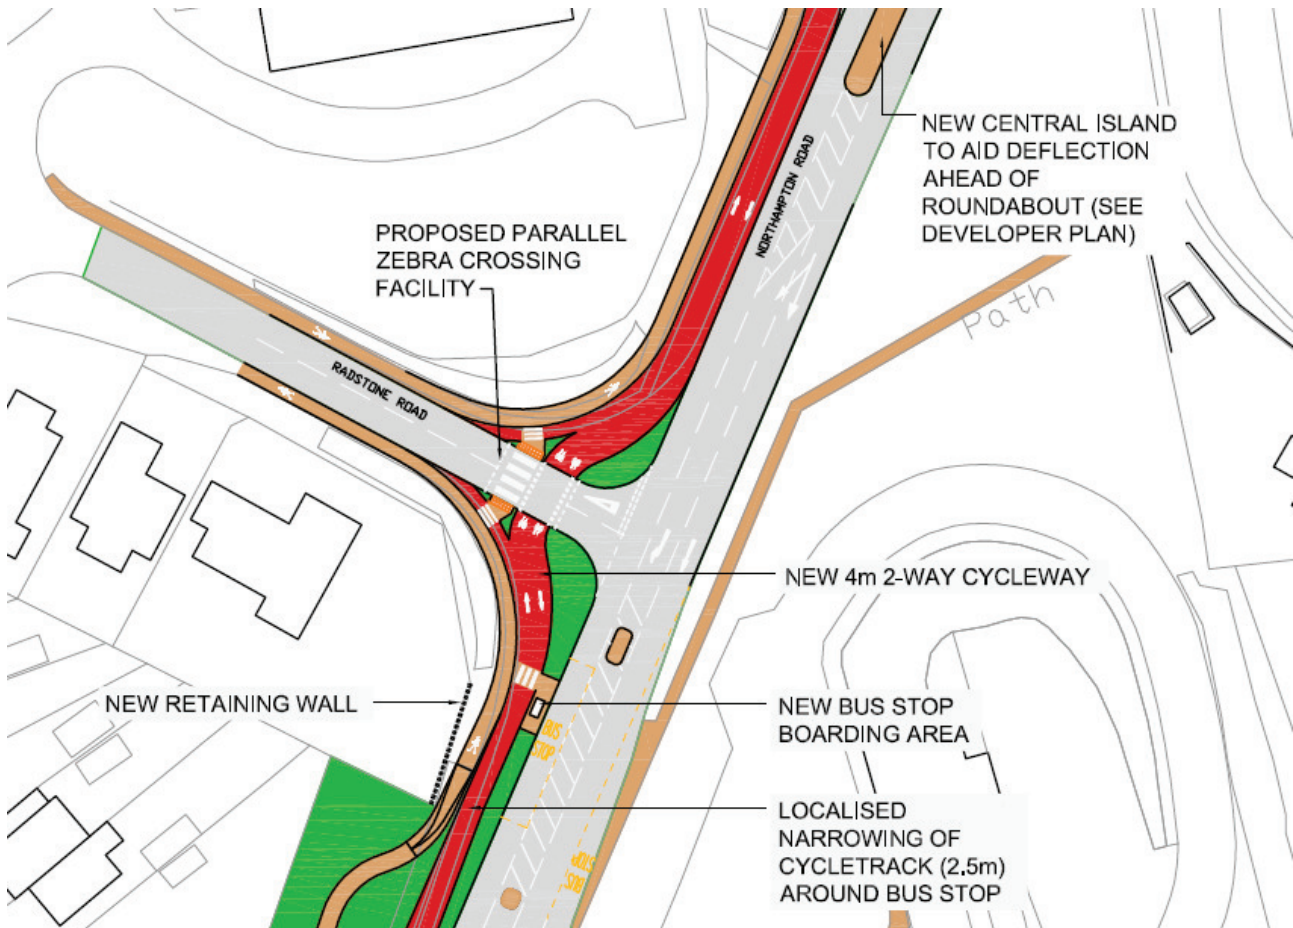 NEW CENTRAL ISLAND
TO AID DEFLECTION
AHEAD OF
ROUNDABOUT (SEE
DEVELOPER PLAN)
NORTHAMPTON ROAD
PROPOSED PARALLEL
ZEBRA CROSSING
FACILITY
Path
RADSTONE ROAD
NEW 4m 2-WAY CYCLEWAY
NEW RETAINING WALL
NEW BUS STOP
BOARDING AREA
BUS
STOP
LOCALISED
NARROWING OF
CYCLETRACK (2.5m)
AROUND BUS STOP
BUS
STOP